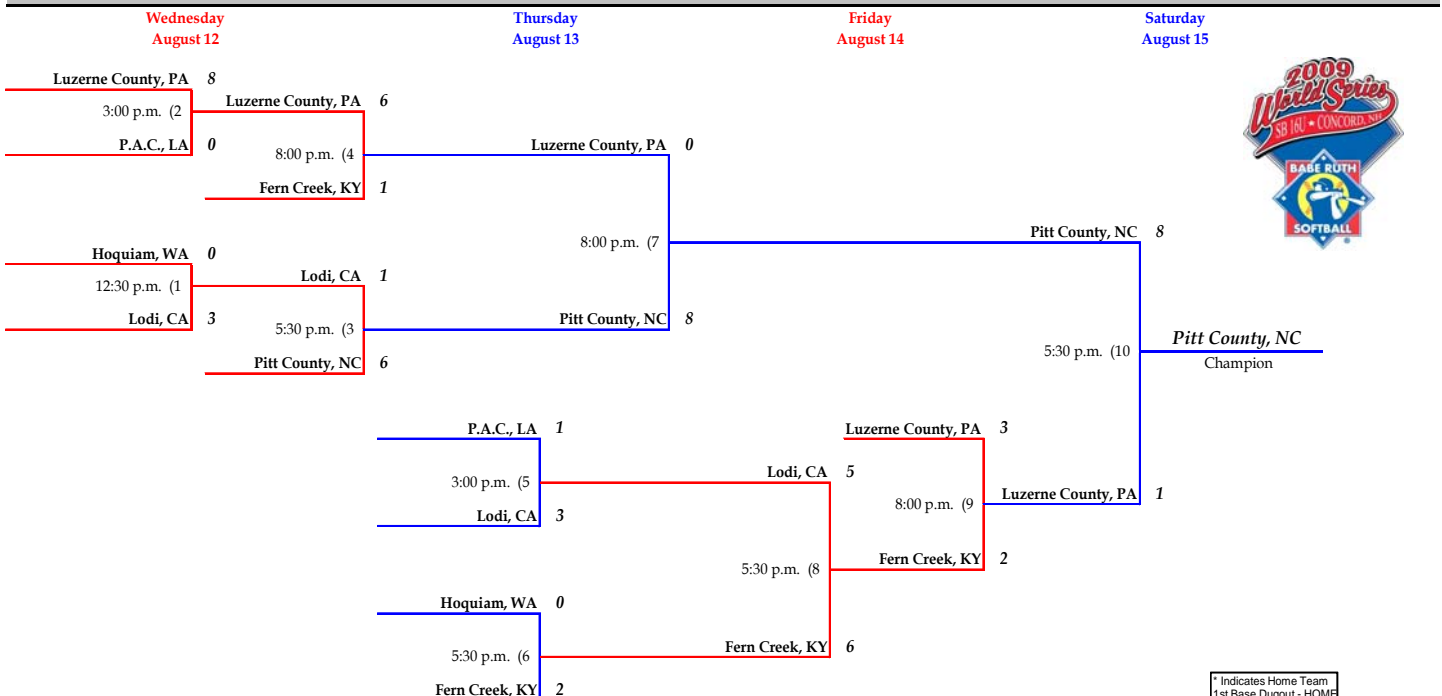 Wednesday Thursday Friday Saturday
August 12 August 13 August 14 August 15
Luzerne County, PA 8
3:00 p.m. (2
P.A.C., LA 0
Luzerne County, PA 6
8:00 p.m. (4
Fern Creek, KY 1
Hoquiam, WA 0
12:30 p.m. (1
Lodi, CA 3
Lodi, CA 1
5:30 p.m. (3
Pitt County, NC 6
Luzerne County, PA 0
8:00 p.m. (7
Pitt County, NC 8
P.A.C., LA 1
3:00 p.m. (5
Lodi, CA 3
Hoquiam, WA 0
5:30 p.m. (6
Fern Creek, KY 2
Lodi, CA 5
5:30 p.m. (8
Fern Creek, KY 6
Luzerne County, PA 3
8:00 p.m. (9
Fern Creek, KY 2
Pitt County, NC 8
5:30 p.m. (10
Luzerne County, PA 1
Pitt County, NC
Champion
2009
World Series
SB 16U ★ CONCORD, NH
BABE RUTH
SOFTBALL
* Indicates Home Team
1st Base Dugout - HOME